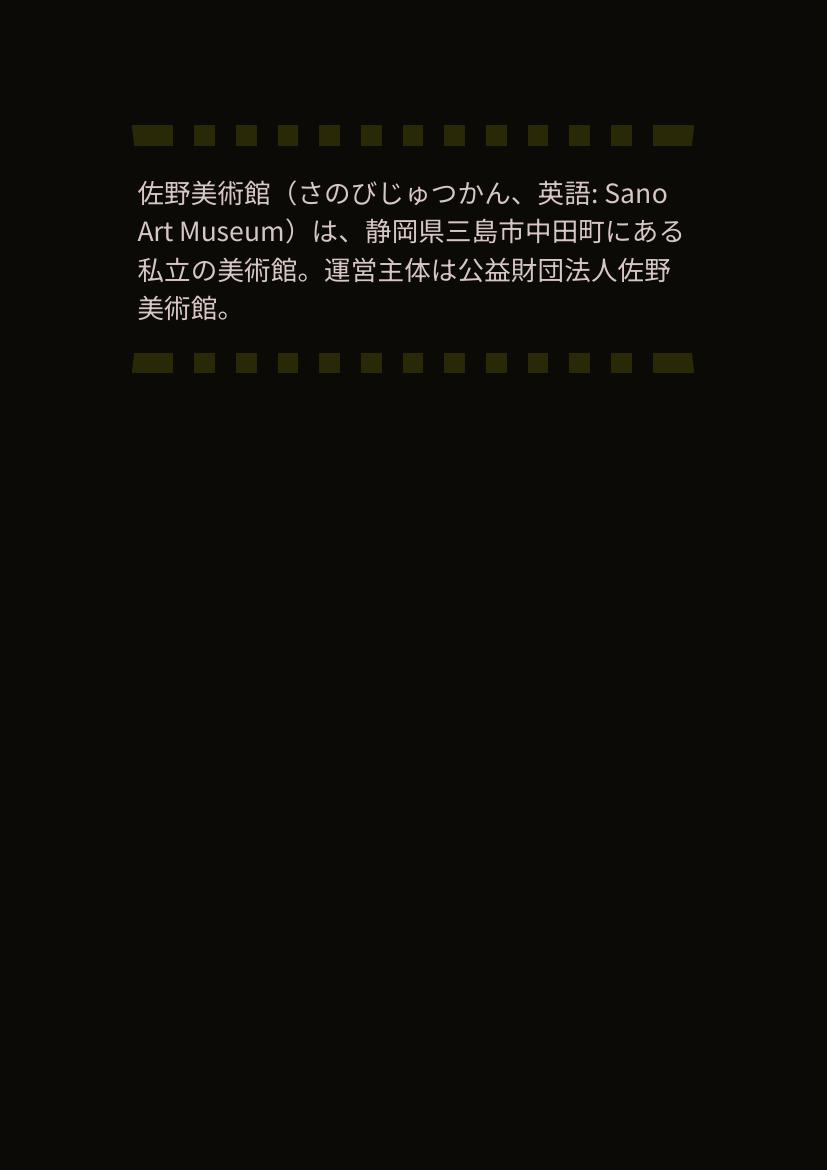 佐野美術館（さのびじゅつかん、英語: Sano
Art Museum）は、静岡県三島市中田町にある
私立の美術館。運営主体は公益財団法人佐野
美術館。